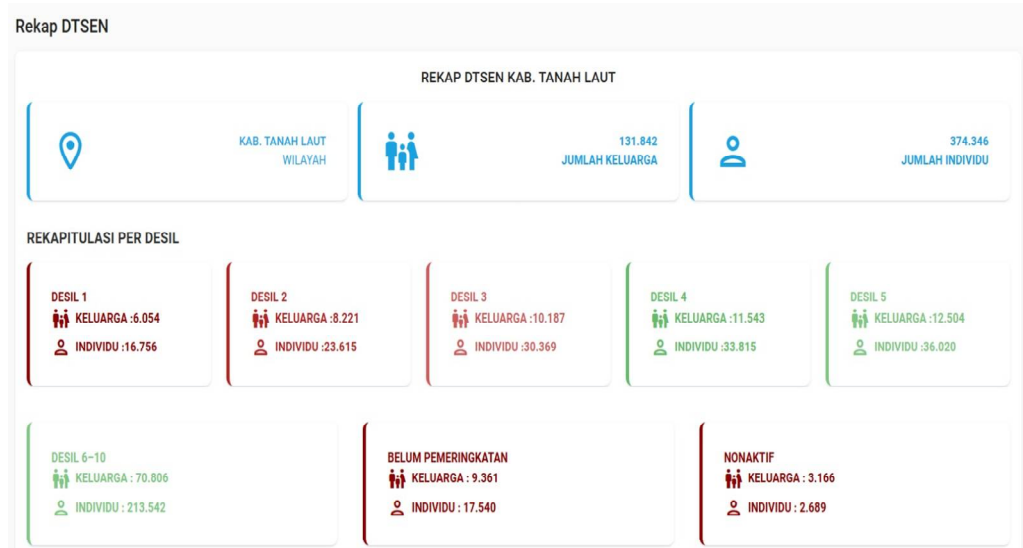 Rekap DTSEN
REKAP DTSEN KAB. TANAH LAUT
KAB. TANAH LAUT
WILAYAH
131.842
JUMLAH KELUARGA
374.346
JUMLAH INDIVIDU
REKAPITULASI PER DESIL
DESIL 1
KELUARGA :6.054
INDIVIDU :16.756
DESIL 2
KELUARGA :8.221
INDIVIDU :23.615
DESIL 3
KELUARGA :10.187
INDIVIDU :30.369
DESIL 4
KELUARGA :11.543
INDIVIDU :33.815
DESIL 5
KELUARGA :12.504
INDIVIDU :36.020
DESIL 6-10
KELUARGA : 70.806
INDIVIDU : 213.542
BELUM PEMERINGKATAN
KELUARGA : 9.361
INDIVIDU : 17.540
NONAKTIF
KELUARGA : 3.166
INDIVIDU : 2.689